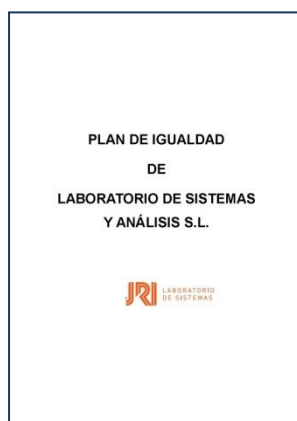 PLAN DE IGUALDAD
DE
LABORATORIO DE SISTEMAS
Y ANÁLISIS S.L.
JRI LABORATORIO
DE SISTEMAS